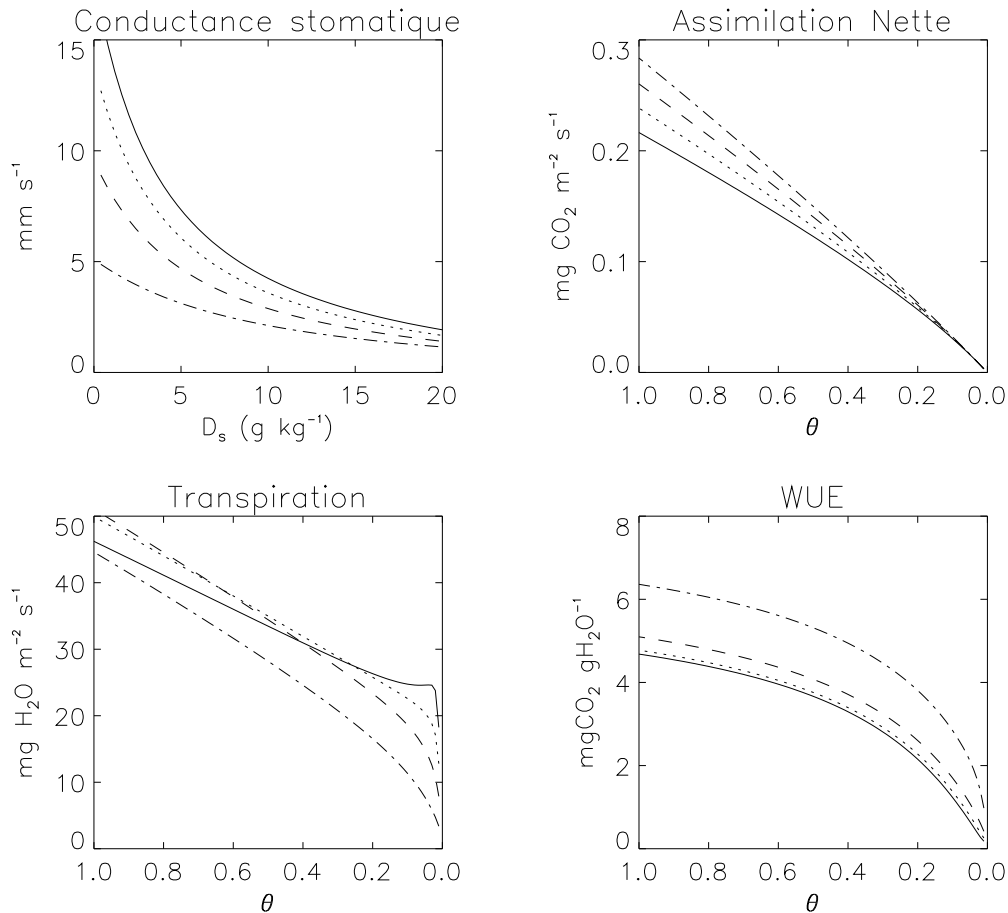 Conductance stomatique
15
10
5
0
mm s⁻¹
0 5 10 15 20
Dₛ (g kg⁻¹)
Assimilation Nette
0.3
0.2
0.1
0.0
mg CO₂ m⁻² s⁻¹
1.0 0.8 0.6 0.4 0.2 0.0
θ
Transpiration
50
40
30
20
10
0
mg H₂O m⁻² s⁻¹
1.0 0.8 0.6 0.4 0.2 0.0
θ
WUE
8
6
4
2
0
mgCO₂ gH₂O⁻¹
1.0 0.8 0.6 0.4 0.2 0.0
θ